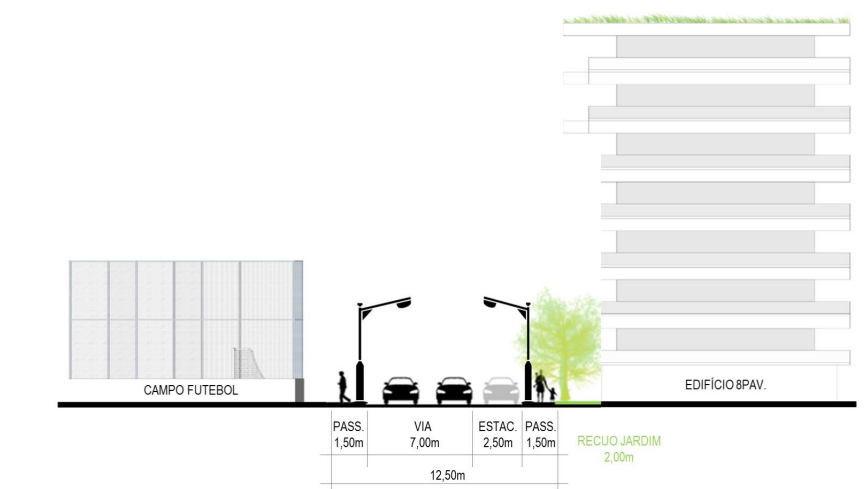 CAMPO FUTEBOL
EDIFÍCIO 8PAV.
PASS. VIA ESTAC. PASS.
1,50m 7,00m 2,50m 1,50m
RECUO JARDIM
2,00m
12,50m